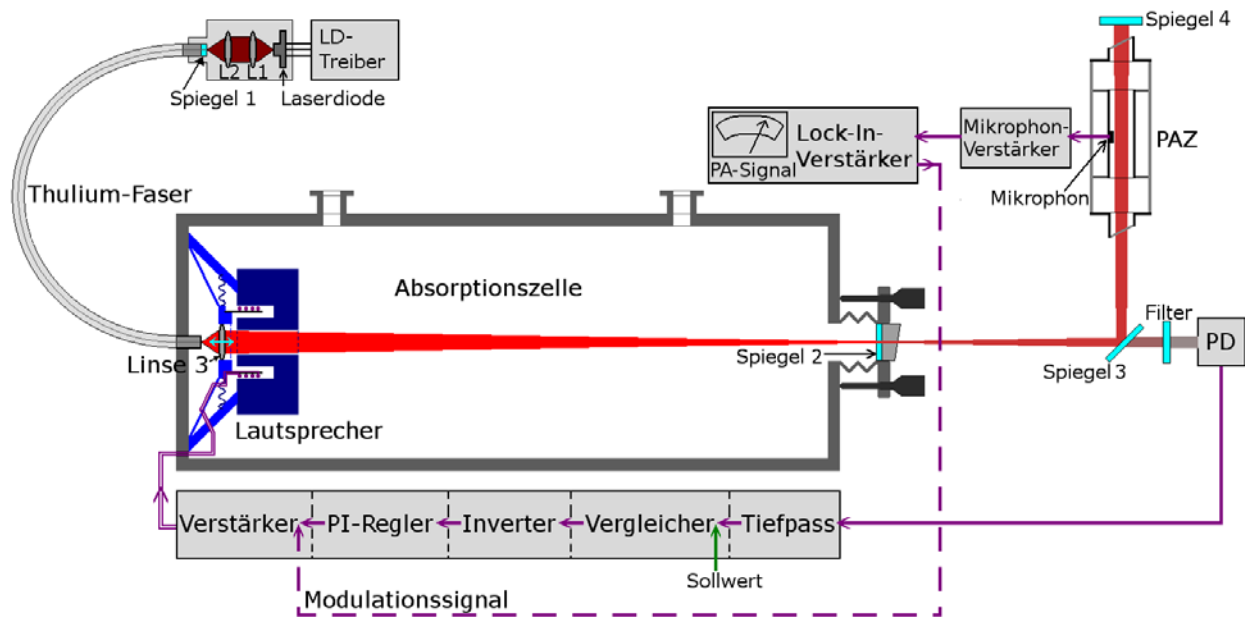 Spiegel 4
LD-
Treiber
L2 L1
Spiegel 1
Laserdiode
PA-Signal
Lock-In-
Verstärker
Mikrophon-
Verstärker
PAZ
Mikrophon
Thulium-Faser
Absorptionszelle
Filter
PD
Linse 3
Spiegel 2
Spiegel 3
Lautsprecher
Verstärker
PI-Regler
Inverter
Vergleicher
Tiefpass
Sollwert
Modulationssignal